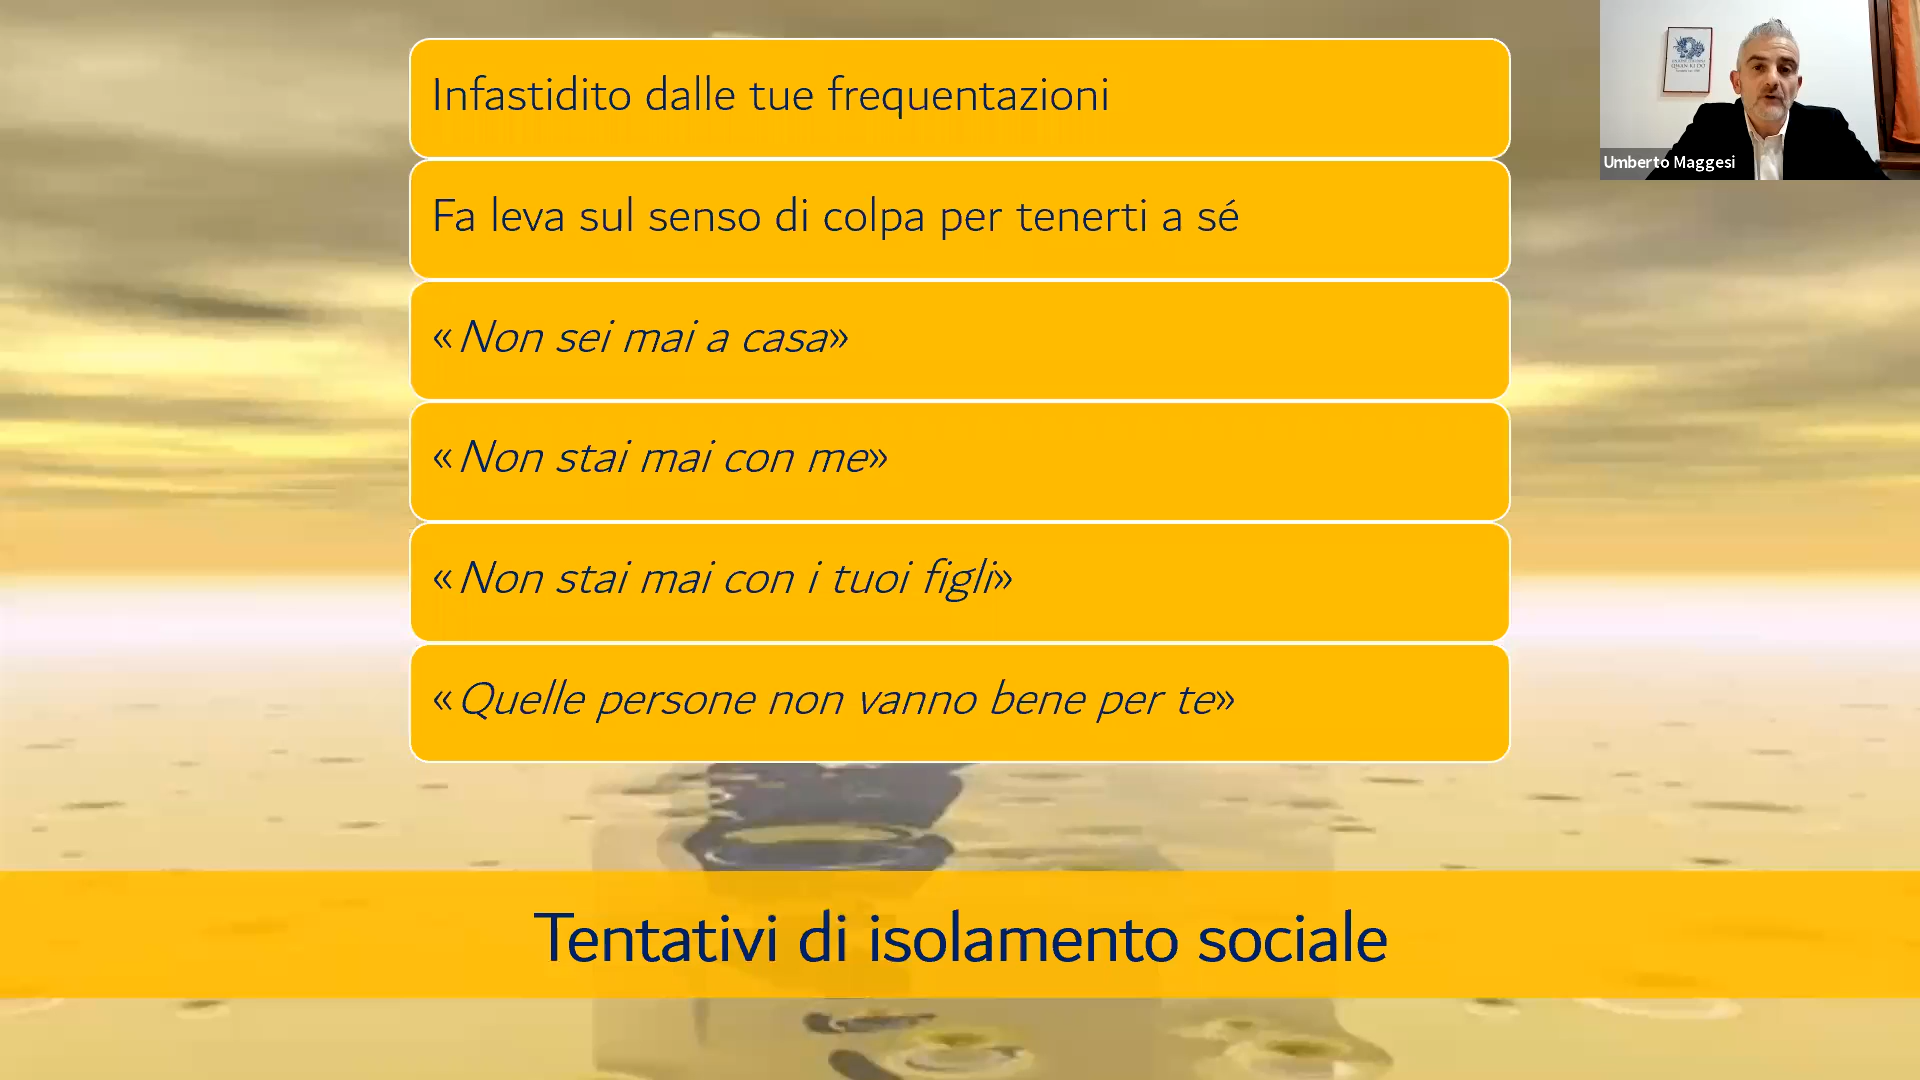 Infastidito dalle tue frequentazioni
Fa leva sul senso di colpa per tenerti a sé
«Non sei mai a casa»
«Non stai mai con me»
«Non stai mai con i tuoi figli»
«Quelle persone non vanno bene per te»
Tentativi di isolamento sociale
Umberto Maggesi